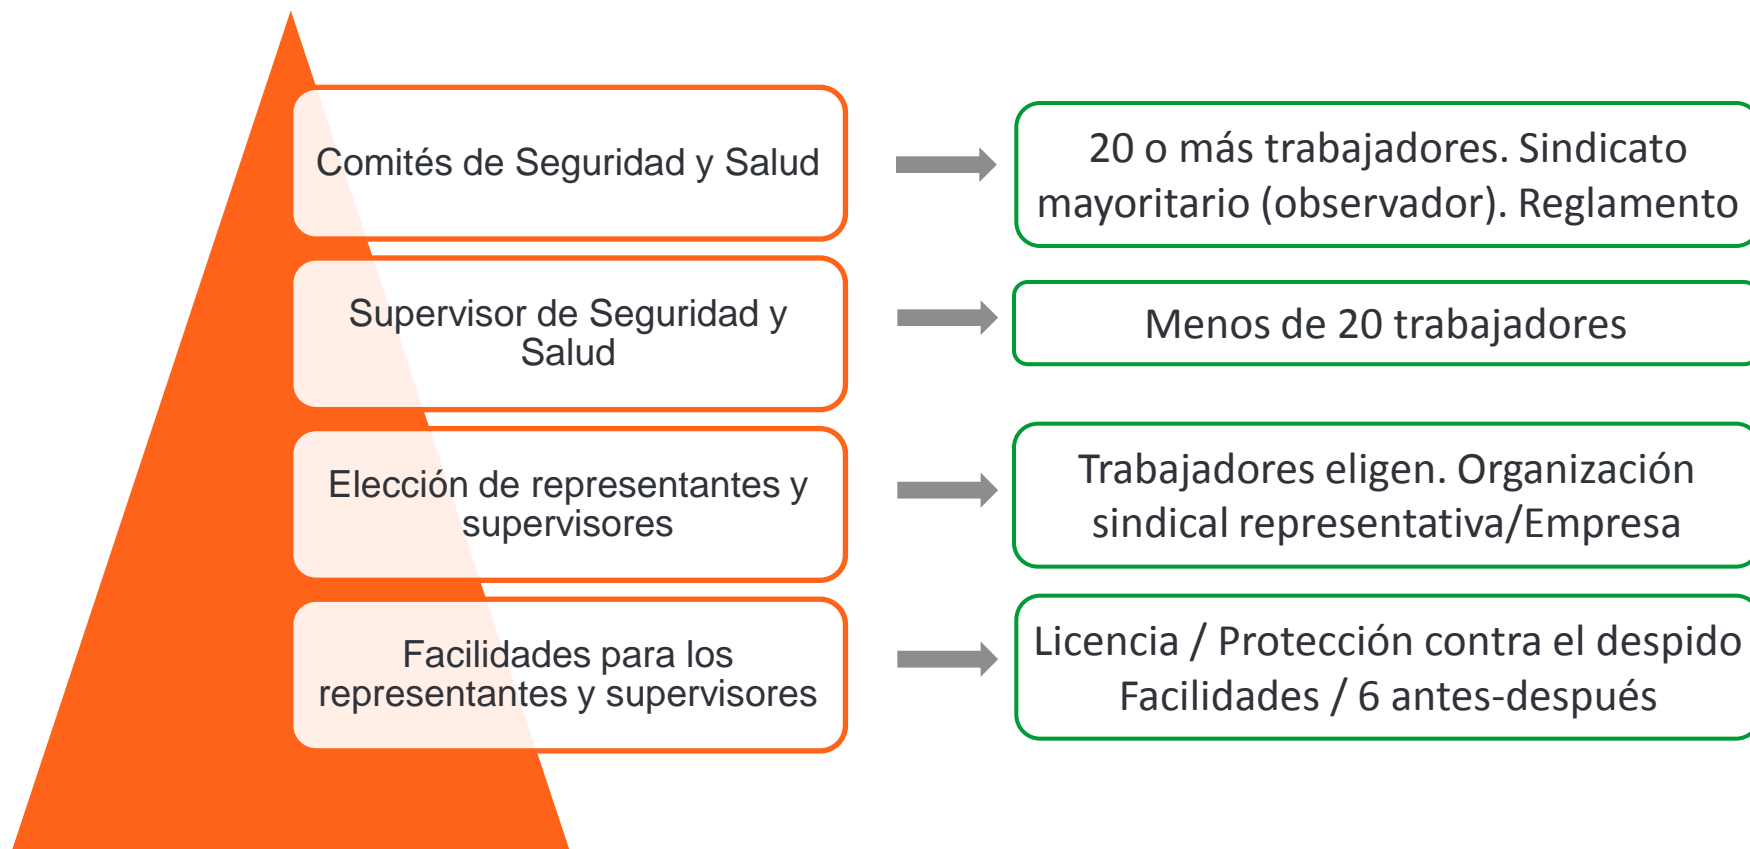 Comités de Seguridad y Salud
20 o más trabajadores. Sindicato
mayoritario (observador). Reglamento
Supervisor de Seguridad y
Salud
Menos de 20 trabajadores
Elección de representantes y
supervisores
Trabajadores eligen. Organización
sindical representativa/Empresa
Facilidades para los
representantes y supervisores
Licencia / Protección contra el despido
Facilidades / 6 antes-después